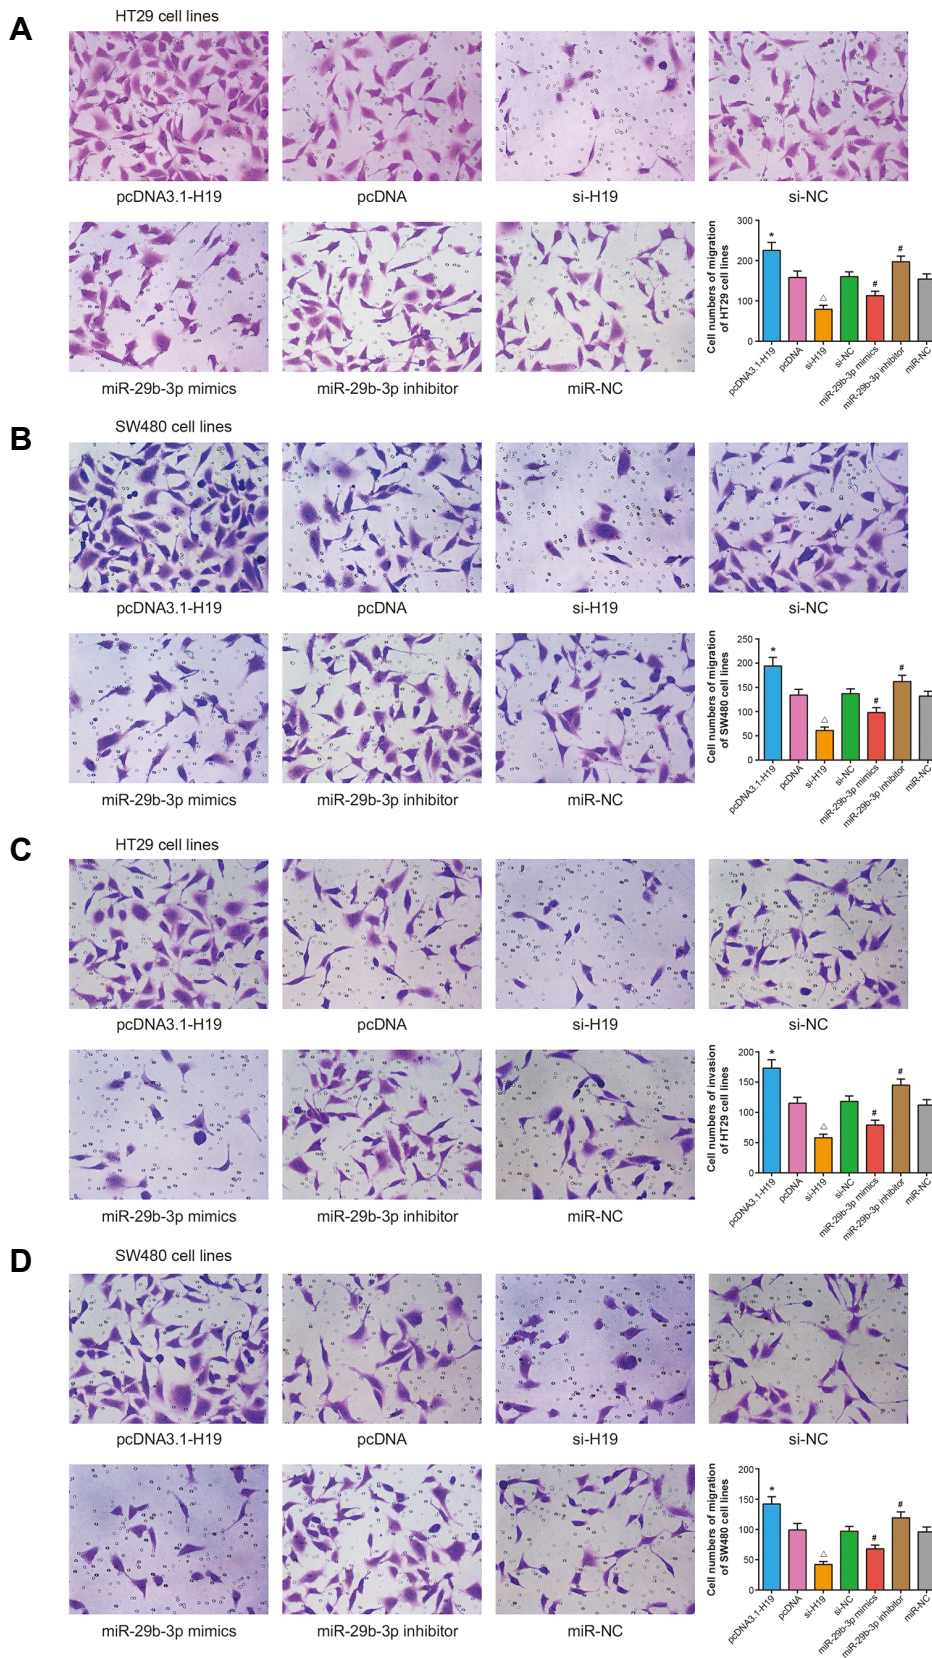 A
HT29 cell lines
pcDNA3.1-H19
pcDNA
si-H19
si-NC
miR-29b-3p mimics
miR-29b-3p inhibitor
miR-NC
Cell numbers of migration
of HT29 cell lines
300
200
100
0
*
△
#
#
pcDNA3.1-H19
pcDNA
si-H19
si-NC
miR-29b-3p mimics
miR-29b-3p inhibitor
miR-NC
B
SW480 cell lines
pcDNA3.1-H19
pcDNA
si-H19
si-NC
miR-29b-3p mimics
miR-29b-3p inhibitor
miR-NC
Cell numbers of migration
of SW480 cell lines
250
200
150
100
50
0
*
△
#
#
pcDNA3.1-H19
pcDNA
si-H19
si-NC
miR-29b-3p mimics
miR-29b-3p inhibitor
miR-NC
C
HT29 cell lines
pcDNA3.1-H19
pcDNA
si-H19
si-NC
miR-29b-3p mimics
miR-29b-3p inhibitor
miR-NC
Cell numbers of invasion
of HT29 cell lines
200
150
100
50
0
*
△
#
#
pcDNA3.1-H19
pcDNA
si-H19
si-NC
miR-29b-3p mimics
miR-29b-3p inhibitor
miR-NC
D
SW480 cell lines
pcDNA3.1-H19
pcDNA
si-H19
si-NC
miR-29b-3p mimics
miR-29b-3p inhibitor
miR-NC
Cell numbers of migration
of SW480 cell lines
200
150
100
50
0
*
△
#
#
pcDNA3.1-H19
pcDNA
si-H19
si-NC
miR-29b-3p mimics
miR-29b-3p inhibitor
miR-NC